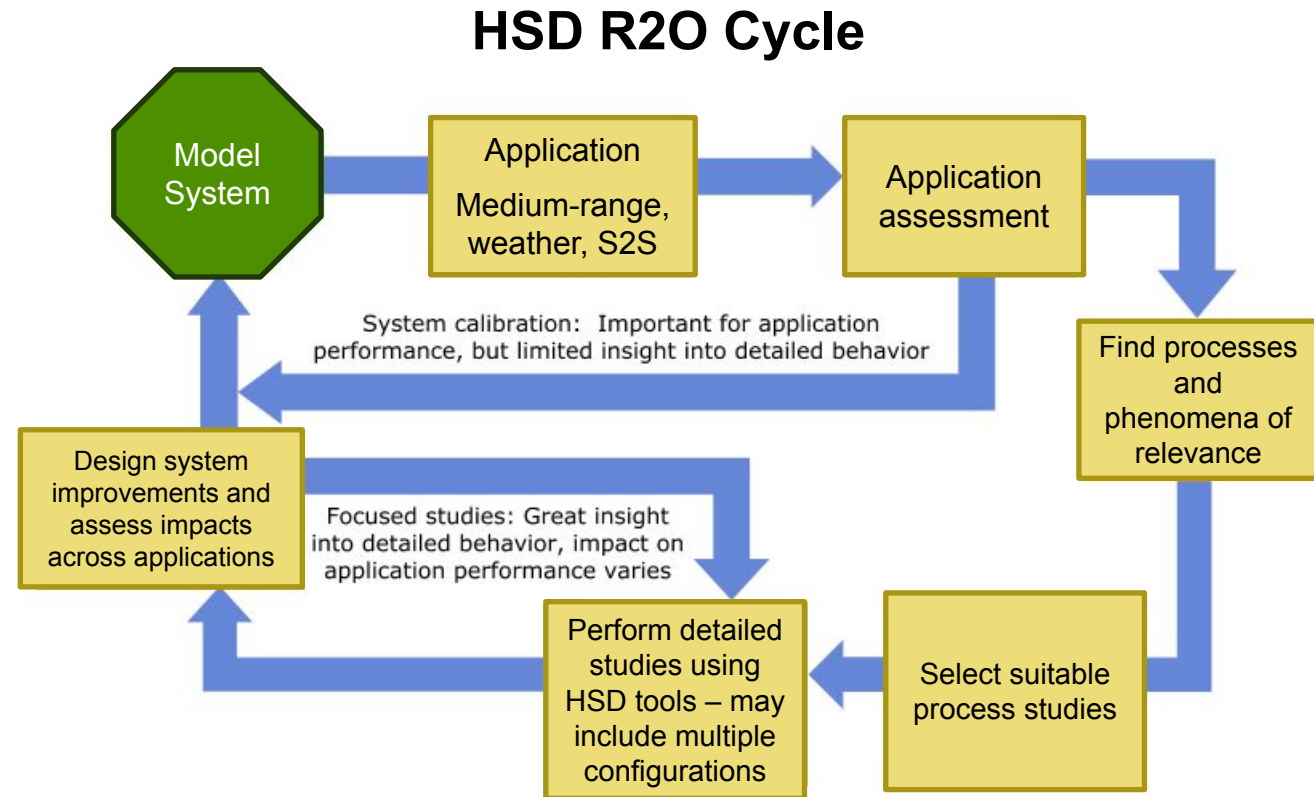 HSD R2O Cycle
Model
System
Application
Medium-range,
weather, S2S
Application
assessment
System calibration:  Important for application
performance, but limited insight into detailed behavior
Find processes
and
phenomena of
relevance
Design system
improvements and
assess impacts
across applications
Focused studies: Great insight
into detailed behavior, impact on
application performance varies
Perform detailed
studies using
HSD tools – may
include multiple
configurations
Select suitable
process studies